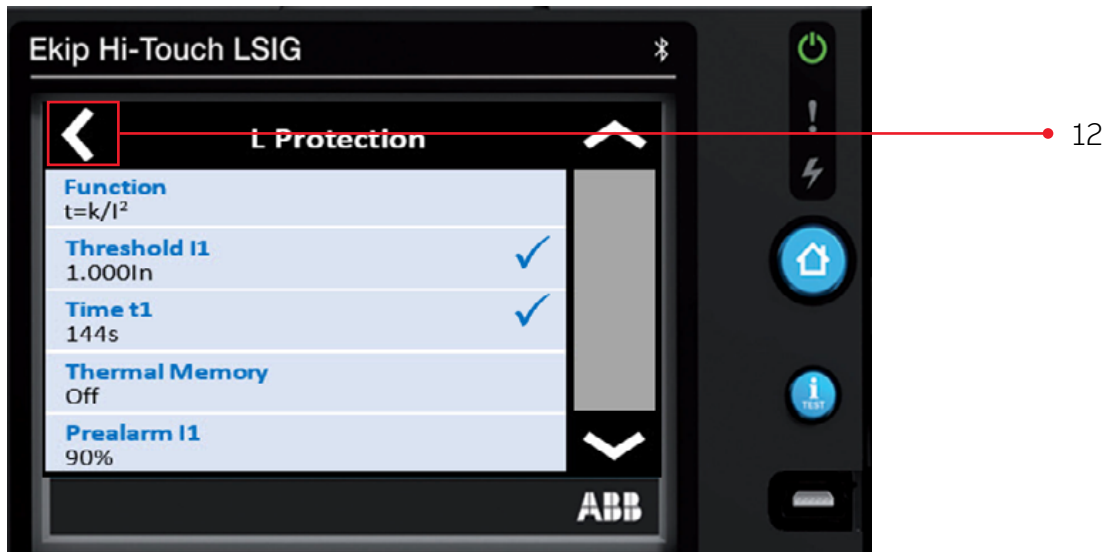 Ekip Hi-Touch LSIG
L Protection
12
Function
t=k/I²
Threshold I1
1.000In
Time t1
144s
Thermal Memory
Off
Prealarm I1
90%
ABB
i
TEST